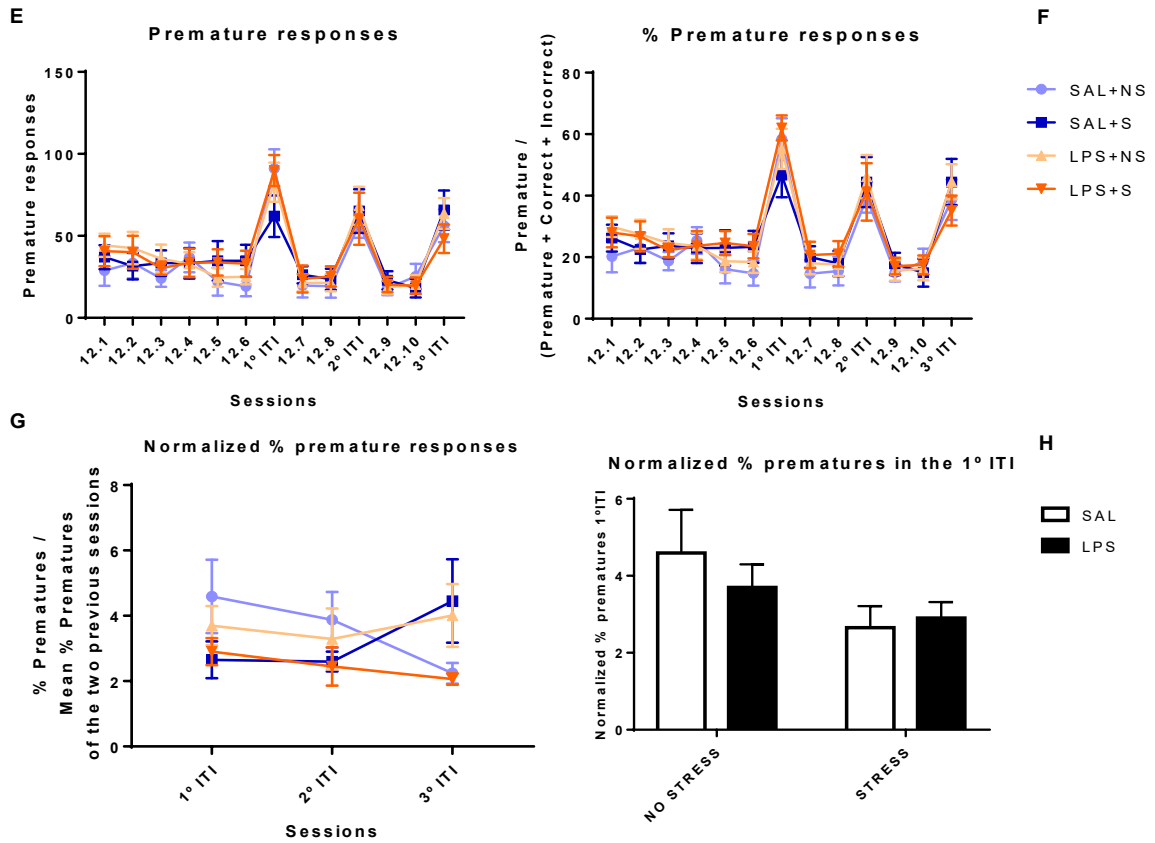 E
Premature responses
Premature responses
150
100
50
0
12.1
12.2
12.3
12.4
12.5
12.6
1º ITI
12.7
12.8
2º ITI
12.9
12.10
3º ITI
Sessions
% Premature responses
Premature /
(Premature + Correct + Incorrect)
80
60
40
20
0
12.1
12.2
12.3
12.4
12.5
12.6
1º ITI
12.7
12.8
2º ITI
12.9
12.10
3º ITI
Sessions
F
SAL+NS
SAL+S
LPS+NS
LPS+S
G
Normalized % premature responses
% Prematures /
Mean % Prematures
of the two previous sessions
8
6
4
2
0
1º ITI
2º ITI
3º ITI
Sessions
Normalized % prematures in the 1º ITI
Normalized % prematures 1ºITI
6
4
2
0
NO STRESS
STRESS
H
SAL
LPS